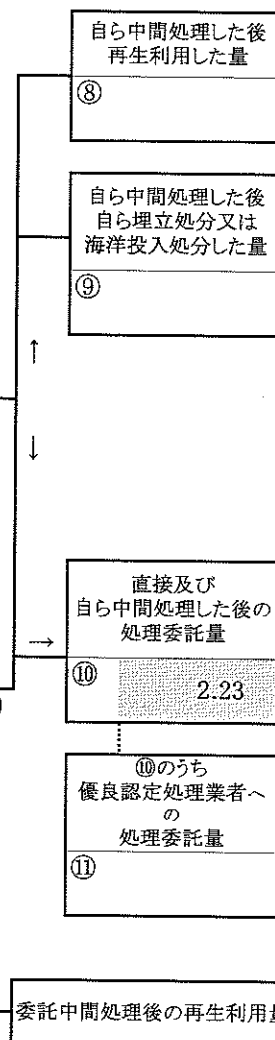 自ら中間処理した後
再生利用した量
⑧
自ら中間処理した後
自ら埋立処分又は
海洋投入処分した量
⑨
↑
↓
直接及び
自ら中間処理した後の
処理委託量
→
⑩
2.23
⑩のうち
優良認定処理業者へ
の
処理委託量
⑪
委託中間処理後の再生利用量